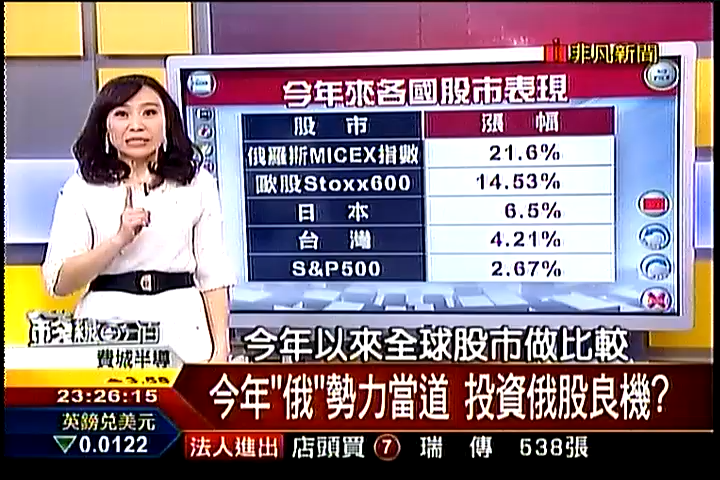 非凡新聞
今年來各國股市表現
股市 漲幅
俄羅斯MICEX指數 21.6%
歐股Stoxx600 14.53%
日本 6.5%
台灣 4.21%
S&P500 2.67%
費城半導
今年以來全球股市做比較
23:26:15
今年"俄"勢力當道 投資俄股良機?
英鎊兌美元
▽0.0122
法人進出 店頭買 7 瑞傳 538張